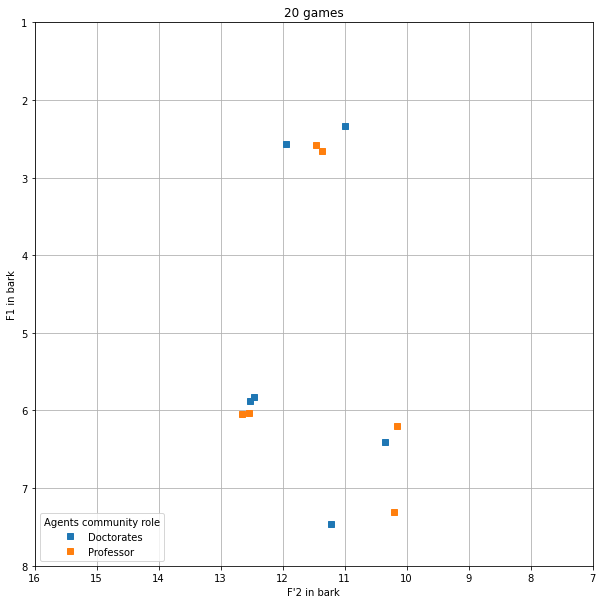 20 games
1
2
3
4
5
6
7
8
F1 in bark
Agents community role
Doctorates
Professor
16 15 14 13 12 11 10 9 8 7
F'2 in bark